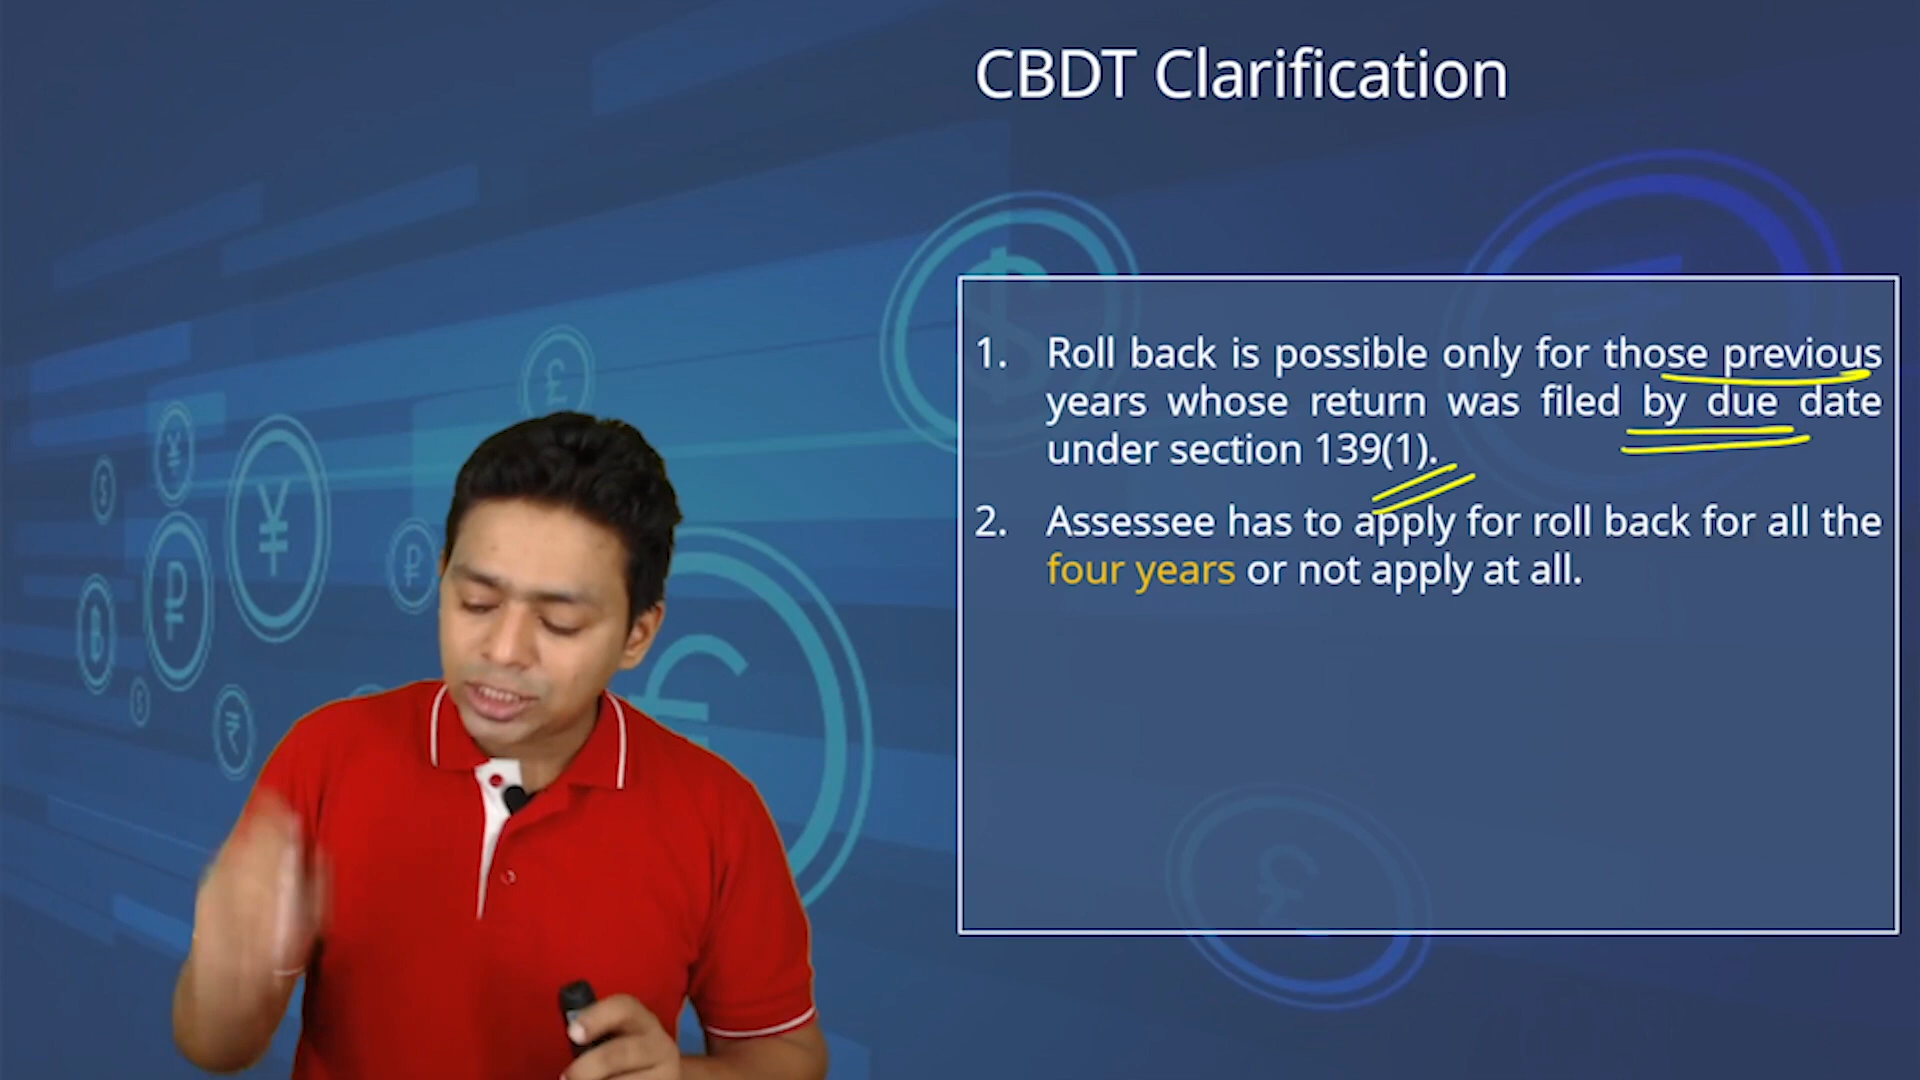 CBDT Clarification
1. Roll back is possible only for those previous
years whose return was filed by due date
under section 139(1).
2. Assessee has to apply for roll back for all the
four years or not apply at all.